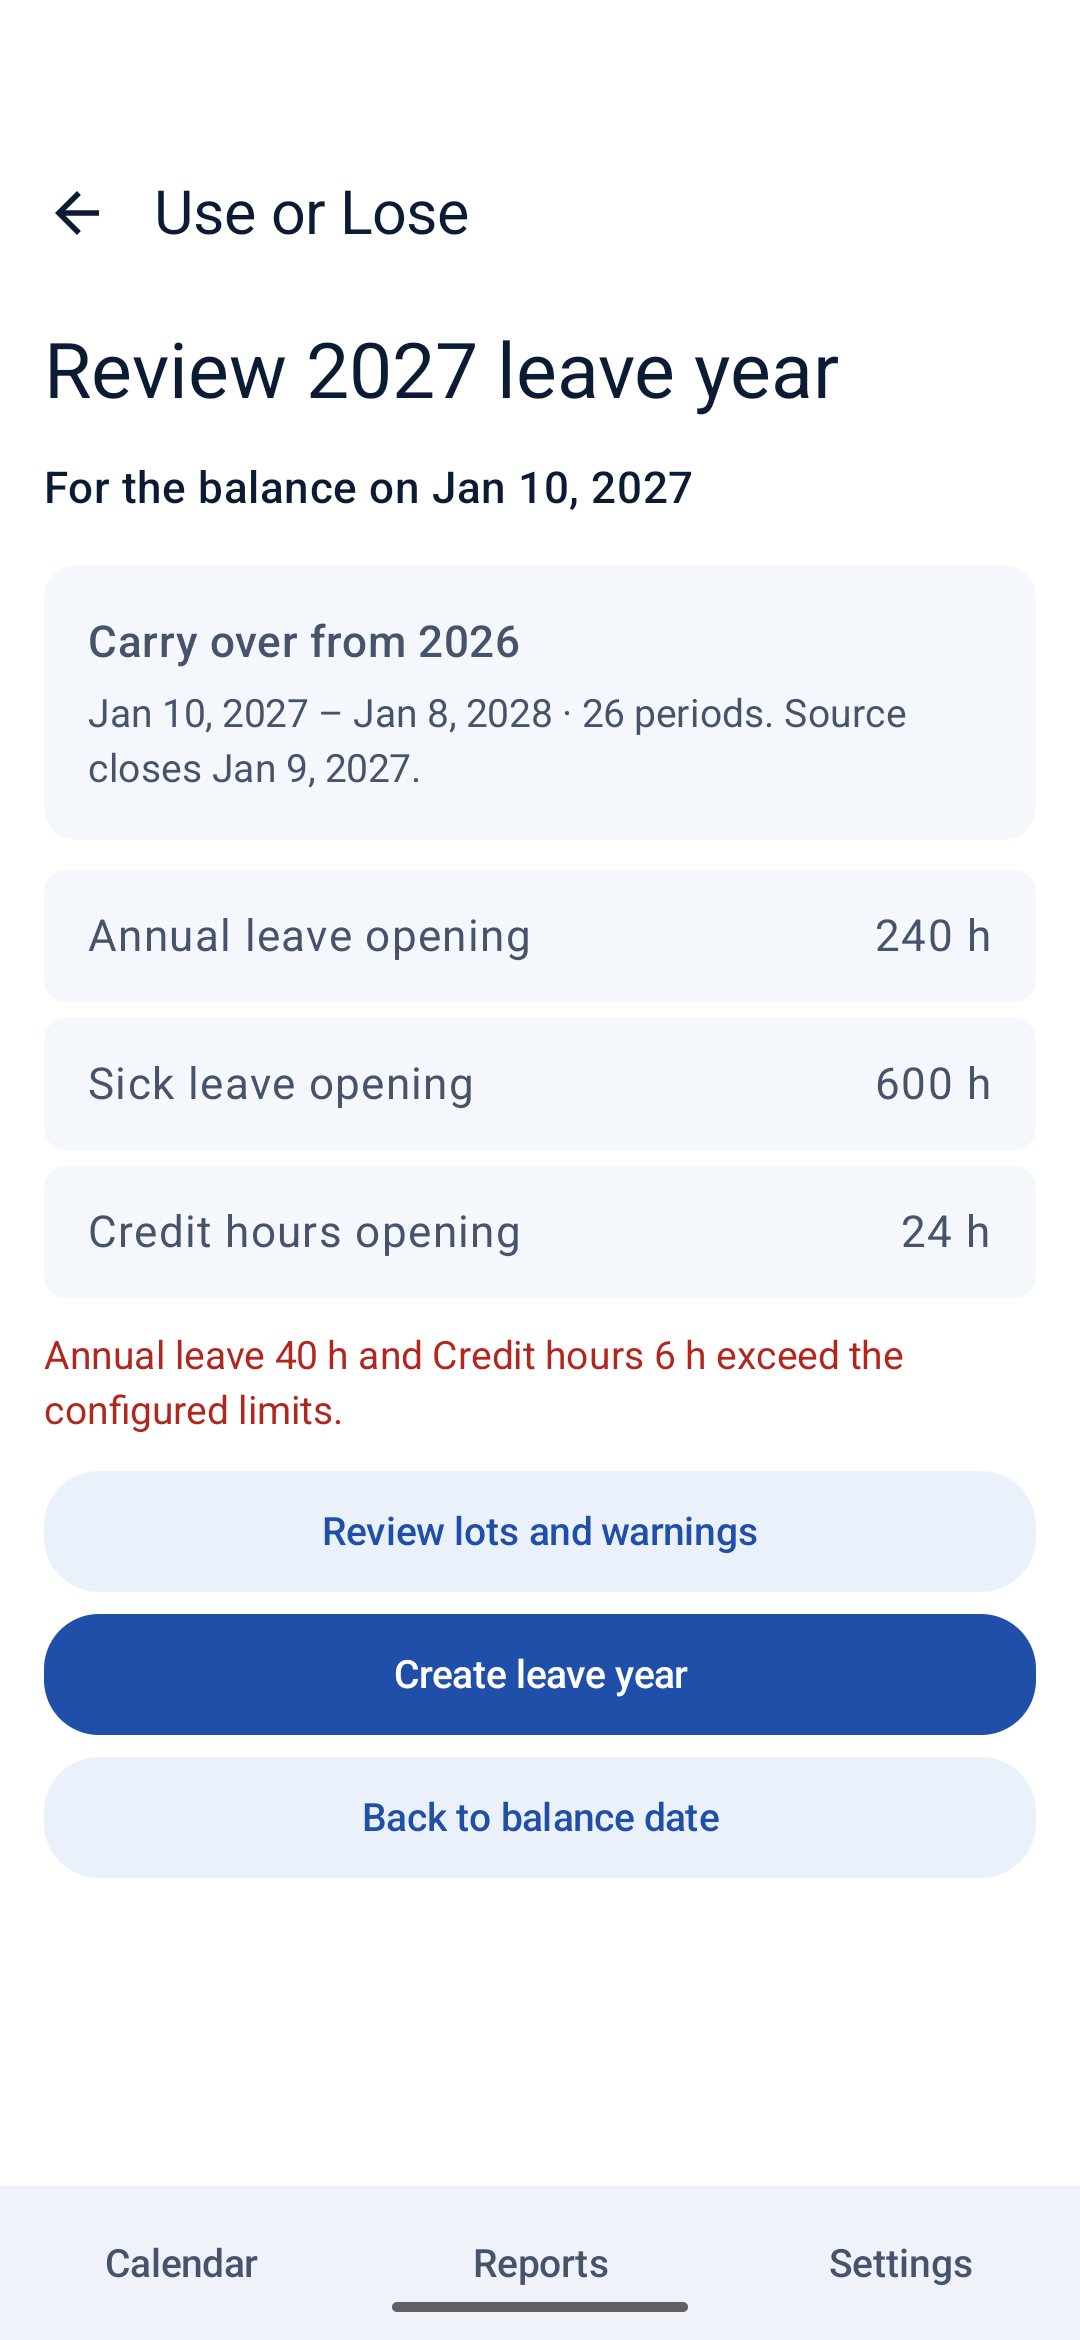 Use or Lose
Review 2027 leave year
For the balance on Jan 10, 2027
Carry over from 2026
Jan 10, 2027 – Jan 8, 2028 · 26 periods. Source
closes Jan 9, 2027.
Annual leave opening 240 h
Sick leave opening 600 h
Credit hours opening 24 h
Annual leave 40 h and Credit hours 6 h exceed the
configured limits.
Review lots and warnings
Create leave year
Back to balance date
Calendar Reports Settings